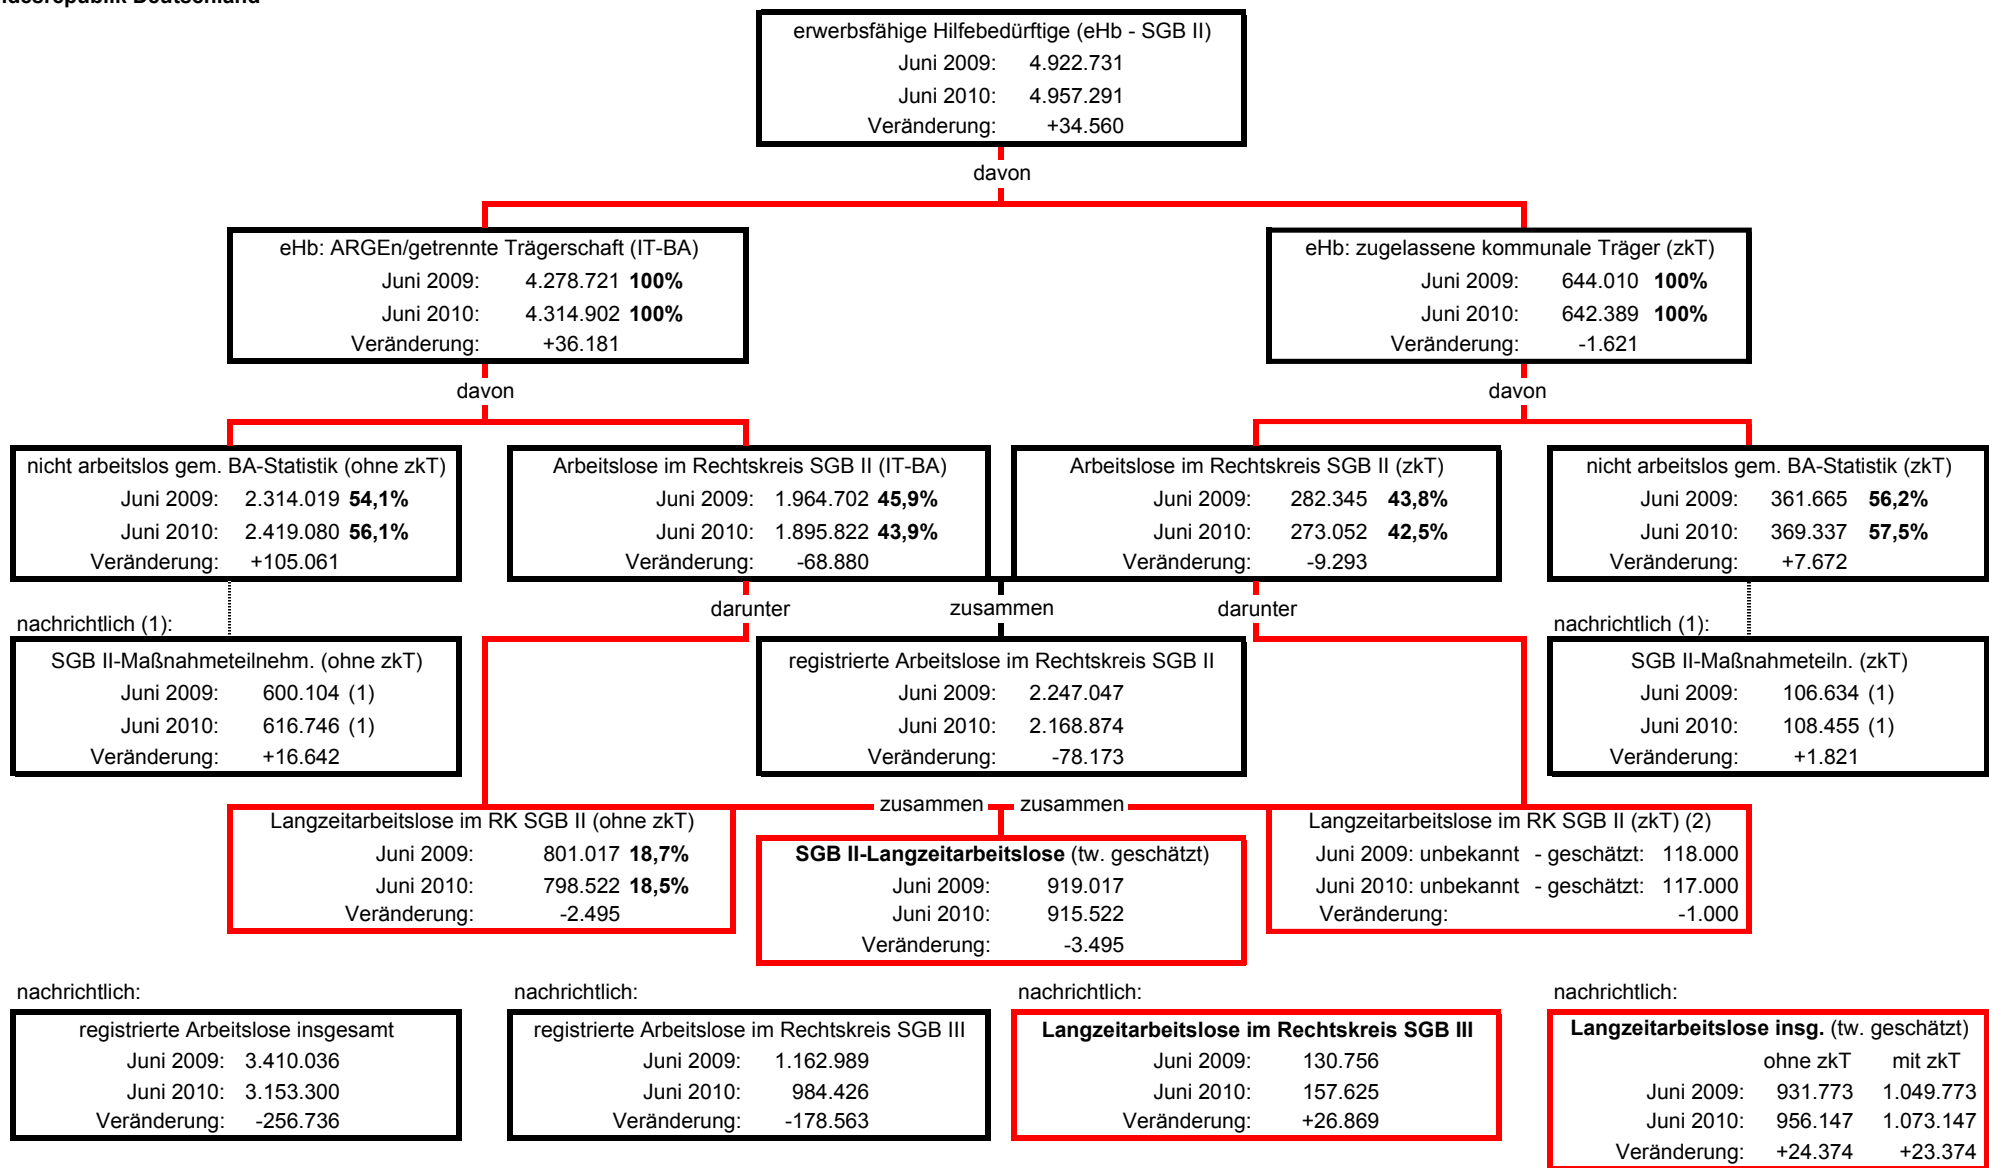 ndesrepublik Deutschland
erwerbsfähige Hilfebedürftige (eHb - SGB II)
Juni 2009: 4.922.731
Juni 2010: 4.957.291
Veränderung: +34.560
davon
eHb: ARGEn/getrennte Trägerschaft (IT-BA)
Juni 2009: 4.278.721 100%
Juni 2010: 4.314.902 100%
Veränderung: +36.181
eHb: zugelassene kommunale Träger (zkT)
Juni 2009: 644.010 100%
Juni 2010: 642.389 100%
Veränderung: -1.621
davon
davon
nicht arbeitslos gem. BA-Statistik (ohne zkT)
Juni 2009: 2.314.019 54,1%
Juni 2010: 2.419.080 56,1%
Veränderung: +105.061
Arbeitslose im Rechtskreis SGB II (IT-BA)
Juni 2009: 1.964.702 45,9%
Juni 2010: 1.895.822 43,9%
Veränderung: -68.880
Arbeitslose im Rechtskreis SGB II (zkT)
Juni 2009: 282.345 43,8%
Juni 2010: 273.052 42,5%
Veränderung: -9.293
nicht arbeitslos gem. BA-Statistik (zkT)
Juni 2009: 361.665 56,2%
Juni 2010: 369.337 57,5%
Veränderung: +7.672
darunter
zusammen
darunter
nachrichtlich (1):
SGB II-Maßnahmeteilnehm. (ohne zkT)
Juni 2009: 600.104 (1)
Juni 2010: 616.746 (1)
Veränderung: +16.642
registrierte Arbeitslose im Rechtskreis SGB II
Juni 2009: 2.247.047
Juni 2010: 2.168.874
Veränderung: -78.173
nachrichtlich (1):
SGB II-Maßnahmeteiln. (zkT)
Juni 2009: 106.634 (1)
Juni 2010: 108.455 (1)
Veränderung: +1.821
zusammen
zusammen
Langzeitarbeitslose im RK SGB II (ohne zkT)
Juni 2009: 801.017 18,7%
Juni 2010: 798.522 18,5%
Veränderung: -2.495
SGB II-Langzeitarbeitslose (tw. geschätzt)
Juni 2009: 919.017
Juni 2010: 915.522
Veränderung: -3.495
Langzeitarbeitslose im RK SGB II (zkT) (2)
Juni 2009: unbekannt - geschätzt: 118.000
Juni 2010: unbekannt - geschätzt: 117.000
Veränderung: -1.000
nachrichtlich:
registrierte Arbeitslose insgesamt
Juni 2009: 3.410.036
Juni 2010: 3.153.300
Veränderung: -256.736
nachrichtlich:
registrierte Arbeitslose im Rechtskreis SGB III
Juni 2009: 1.162.989
Juni 2010: 984.426
Veränderung: -178.563
nachrichtlich:
Langzeitarbeitslose im Rechtskreis SGB III
Juni 2009: 130.756
Juni 2010: 157.625
Veränderung: +26.869
nachrichtlich:
Langzeitarbeitslose insg. (tw. geschätzt)
ohne zkT mit zkT
Juni 2009: 931.773 1.049.773
Juni 2010: 956.147 1.073.147
Veränderung: +24.374 +23.374